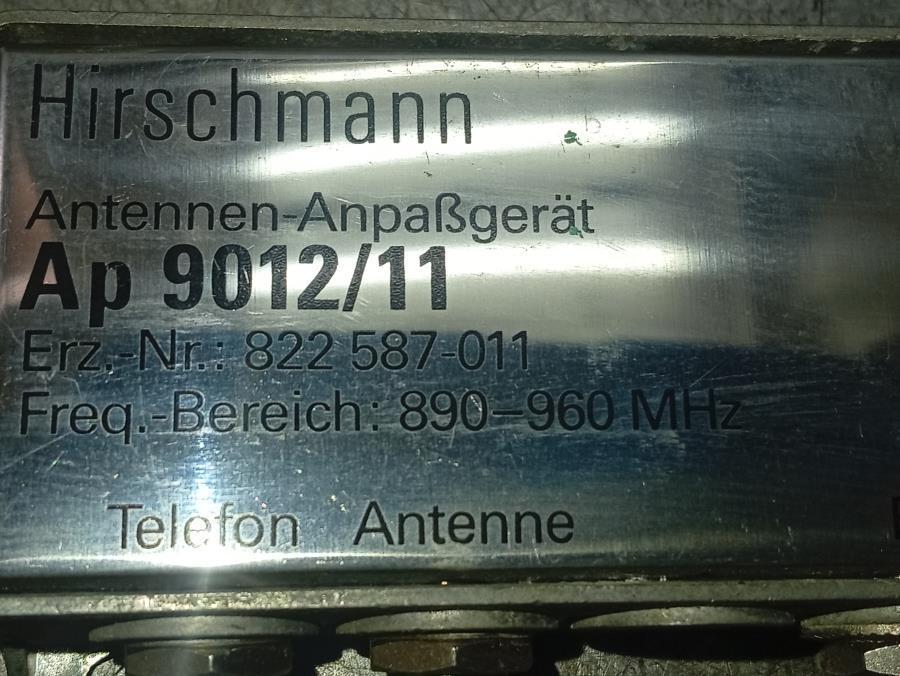 Hirschmann
Antennen-Anpaßgerät
Ap 9012/11
Erz.-Nr.: 822 587-011
Freq.-Bereich: 890–960 MHz
Telefon Antenne